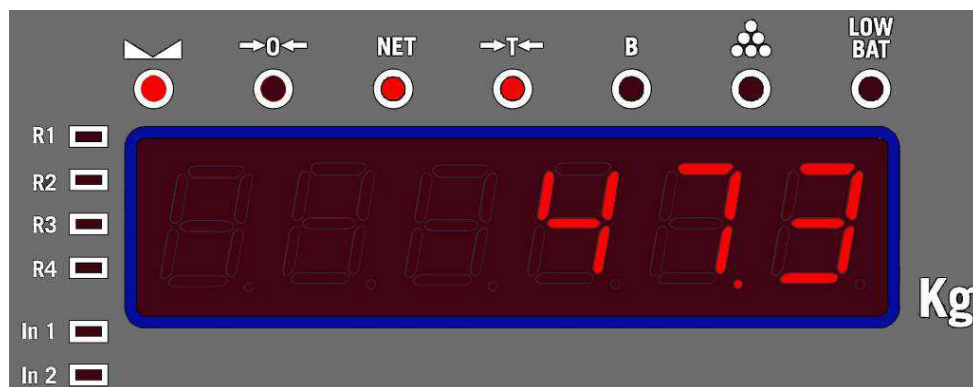 →0← NET →T← B LOW BAT
R1
R2
R3
R4
47.3
Kg
In 1
In 2